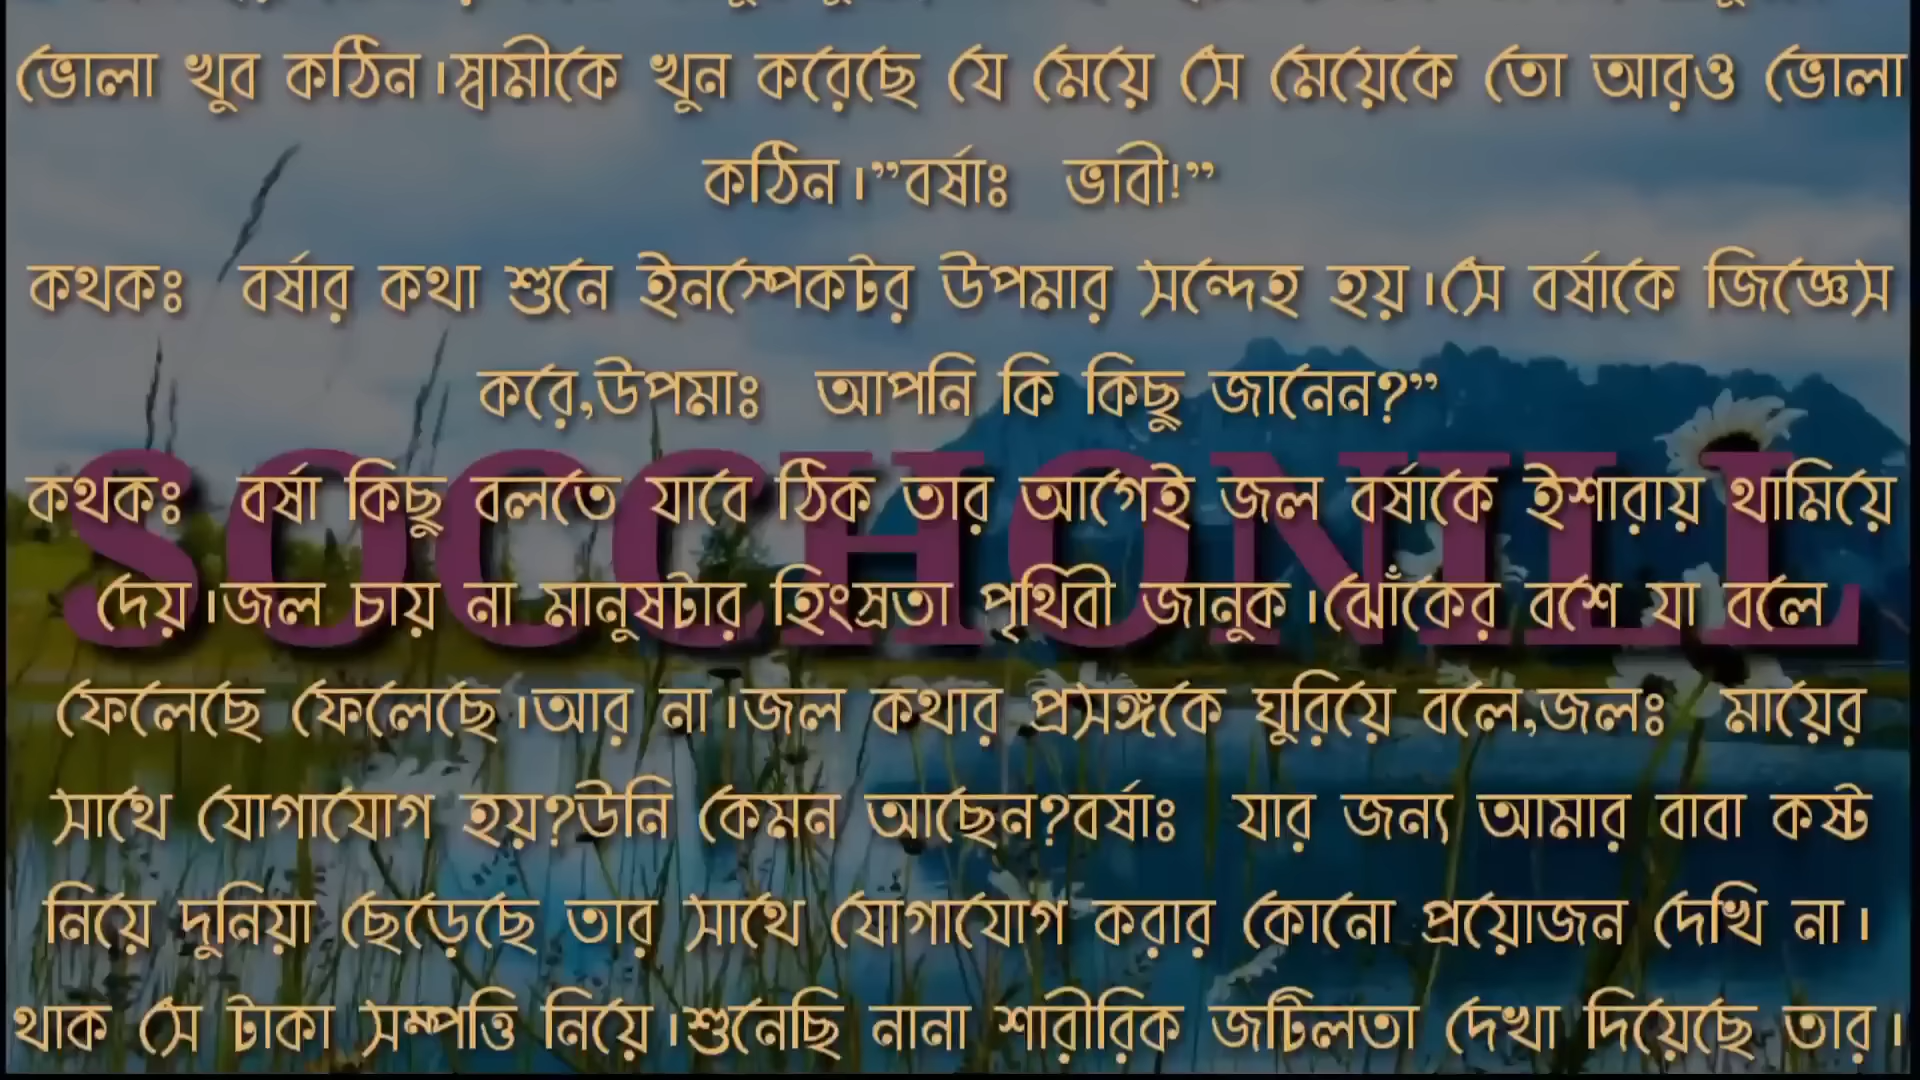 ভোলা খুব কঠিন।স্বামীকে খুন করেছে যে মেয়ে সে মেয়েকে তো আরও ভোলা
কঠিন।”বর্ষাঃ ভাবী!”
কথকঃ বর্ষার কথা শুনে ইনস্পেকটর উপমার সন্দেহ হয়।সে বর্ষাকে জিজ্ঞেস
করে,উপমাঃ আপনি কি কিছু জানেন?”
কথকঃ বর্ষা কিছু বলতে যাবে ঠিক তার আগেই জল বর্ষাকে ইশারায় থামিয়ে
SOCCHONILL
দেয়।জল চায় না মানুষটার হিংস্রতা পৃথিবী জানুক।ঝোঁকের বশে যা বলে
ফেলেছে ফেলেছে।আর না।জল কথার প্রসঙ্গকে ঘুরিয়ে বলে,জলঃ মায়ের
সাথে যোগাযোগ হয়?উনি কেমন আছেন?বর্ষাঃ যার জন্য আমার বাবা কষ্ট
নিয়ে দুনিয়া ছেড়েছে তার সাথে যোগাযোগ করার কোনো প্রয়োজন দেখি না।
থাক সে টাকা সম্পত্তি নিয়ে।শুনেছি নানা শারীরিক জটিলতা দেখা দিয়েছে তার।